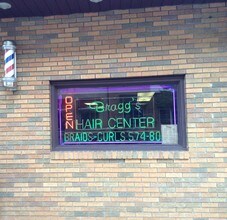 OPEN
Bragg's
HAIR CENTER
BRAIDS-CURLS 574-80